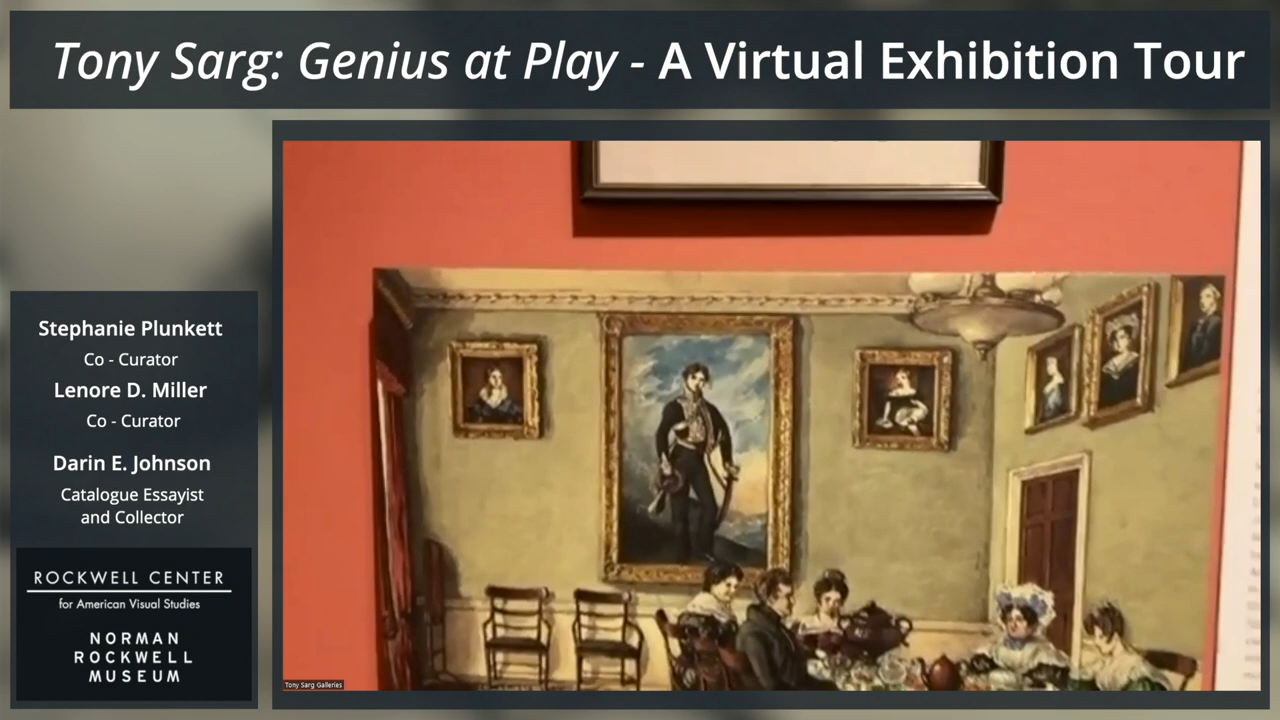 Tony Sarg: Genius at Play - A Virtual Exhibition Tour
Stephanie Plunkett
Co - Curator
Lenore D. Miller
Co - Curator
Darin E. Johnson
Catalogue Essayist
and Collector
ROCKWELL CENTER
for American Visual Studies
NORMAN
ROCKWELL
MUSEUM
Tony Sarg Galleries